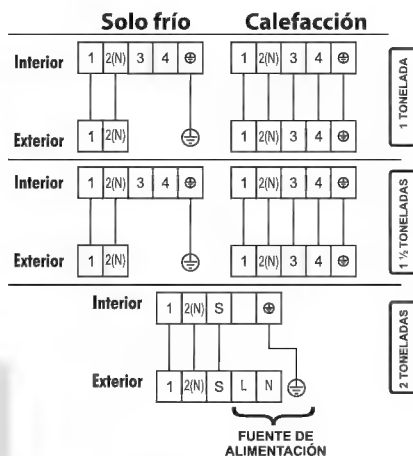 Solo frío Calefacción
Interior 1 2(N) 3 4 1 2(N) 3 4
Exterior 1 2(N) 1 2(N) 3 4
1 TONELADA
Interior 1 2(N) 3 4 1 2(N) 3 4
Exterior 1 2(N) 1 2(N) 3 4
1 ½ TONELADAS
Interior 1 2(N) S
Exterior 1 2(N) S L N
2 TONELADAS
FUENTE DE
ALIMENTACIÓN